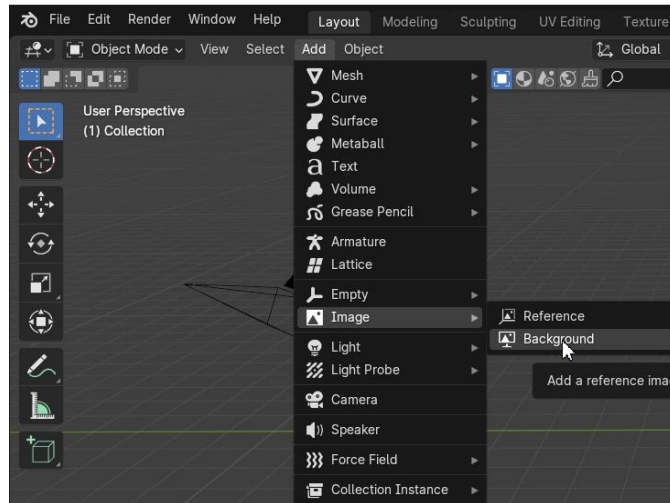 File Edit Render Window Help Layout Modeling Sculpting UV Editing Texture
Object Mode View Select Add Object Global
User Perspective
(1) Collection
Mesh
Curve
Surface
Metaball
Text
Volume
Grease Pencil
Armature
Lattice
Empty
Image
Reference
Background
Light
Light Probe
Add a reference ima
Camera
Speaker
Force Field
Collection Instance